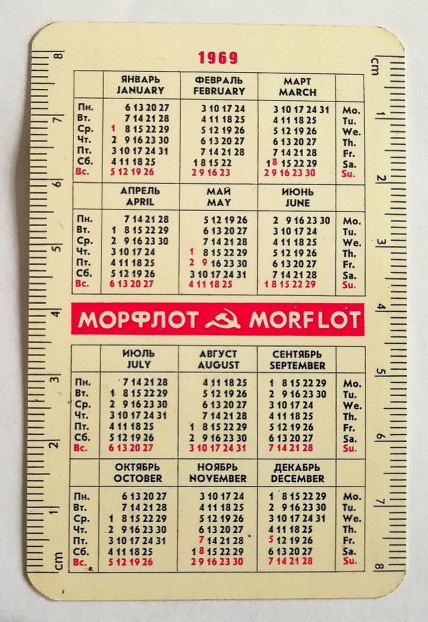 1969
ЯНВАРЬ ФЕВРАЛЬ МАРТ
JANUARY FEBRUARY MARCH
Пн. 6 13 20 27 3 10 17 24 3 10 17 24 31 Mo.
Вт. 7 14 21 28 4 11 18 25 4 11 18 25 Tu.
Ср. 1 8 15 22 29 5 12 19 26 5 12 19 26 We.
Чт. 2 9 16 23 30 6 13 20 27 6 13 20 27 Th.
Пт. 3 10 17 24 31 7 14 21 28 7 14 21 28 Fr.
Сб. 4 11 18 25 1 8 15 22 1 8 15 22 29 Sa.
Вс. 5 12 19 26 2 9 16 23 2 9 16 23 30 Su.
АПРЕЛЬ МАЙ ИЮНЬ
APRIL MAY JUNE
Пн. 7 14 21 28 5 12 19 26 2 9 16 23 30 Mo.
Вт. 1 8 15 22 29 6 13 20 27 3 10 17 24 Tu.
Ср. 2 9 16 23 30 7 14 21 28 4 11 18 25 We.
Чт. 3 10 17 24 1 8 15 22 29 5 12 19 26 Th.
Пт. 4 11 18 25 2 9 16 23 30 6 13 20 27 Fr.
Сб. 5 12 19 26 3 10 17 24 31 7 14 21 28 Sa.
Вс. 6 13 20 27 4 11 18 25 1 8 15 22 29 Su.
МОРФЛОТ MORFLOT
ИЮЛЬ АВГУСТ СЕНТЯБРЬ
JULY AUGUST SEPTEMBER
Пн. 7 14 21 28 4 11 18 25 1 8 15 22 29 Mo.
Вт. 1 8 15 22 29 5 12 19 26 2 9 16 23 30 Tu.
Ср. 2 9 16 23 30 6 13 20 27 3 10 17 24 We.
Чт. 3 10 17 24 31 7 14 21 28 4 11 18 25 Th.
Пт. 4 11 18 25 1 8 15 22 29 5 12 19 26 Fr.
Сб. 5 12 19 26 2 9 16 23 30 6 13 20 27 Sa.
Вс. 6 13 20 27 3 10 17 24 31 7 14 21 28 Su.
ОКТЯБРЬ НОЯБРЬ ДЕКАБРЬ
OCTOBER NOVEMBER DECEMBER
Пн. 6 13 20 27 3 10 17 24 1 8 15 22 29 Mo.
Вт. 7 14 21 28 4 11 18 25 2 9 16 23 30 Tu.
Ср. 1 8 15 22 29 5 12 19 26 3 10 17 24 31 We.
Чт. 2 9 16 23 30 6 13 20 27 4 11 18 25 Th.
Пт. 3 10 17 24 31 7 14 21 28 5 12 19 26 Fr.
Сб. 4 11 18 25 1 8 15 22 29 6 13 20 27 Sa.
Вс. 5 12 19 26 2 9 16 23 30 7 14 21 28 Su.
cm 1 2 3 4 5 6 7 8
cm 1 2 3 4 5 6 7 8